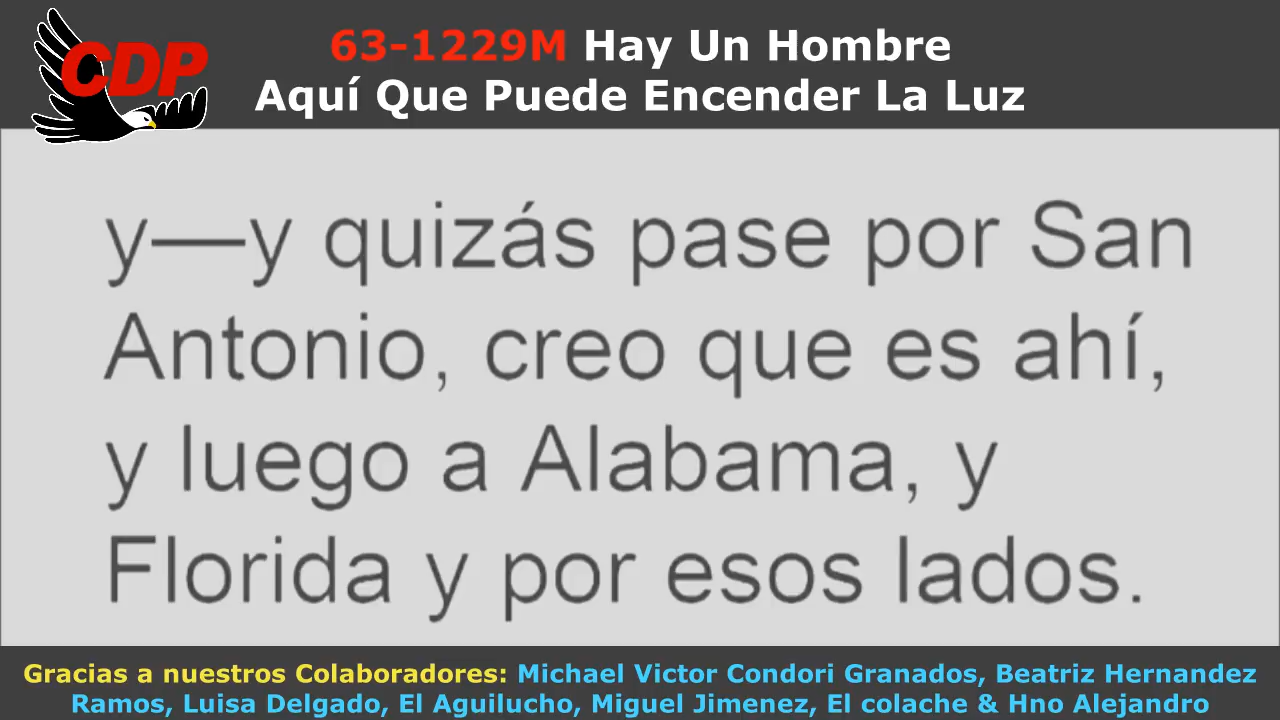 CDP
63-1229M Hay Un Hombre
Aquí Que Puede Encender La Luz
y—y quizás pase por San
Antonio, creo que es ahí,
y luego a Alabama, y
Florida y por esos lados.
Gracias a nuestros Colaboradores: Michael Victor Condori Granados, Beatriz Hernandez
Ramos, Luisa Delgado, El Aguilucho, Miguel Jimenez, El colache & Hno Alejandro